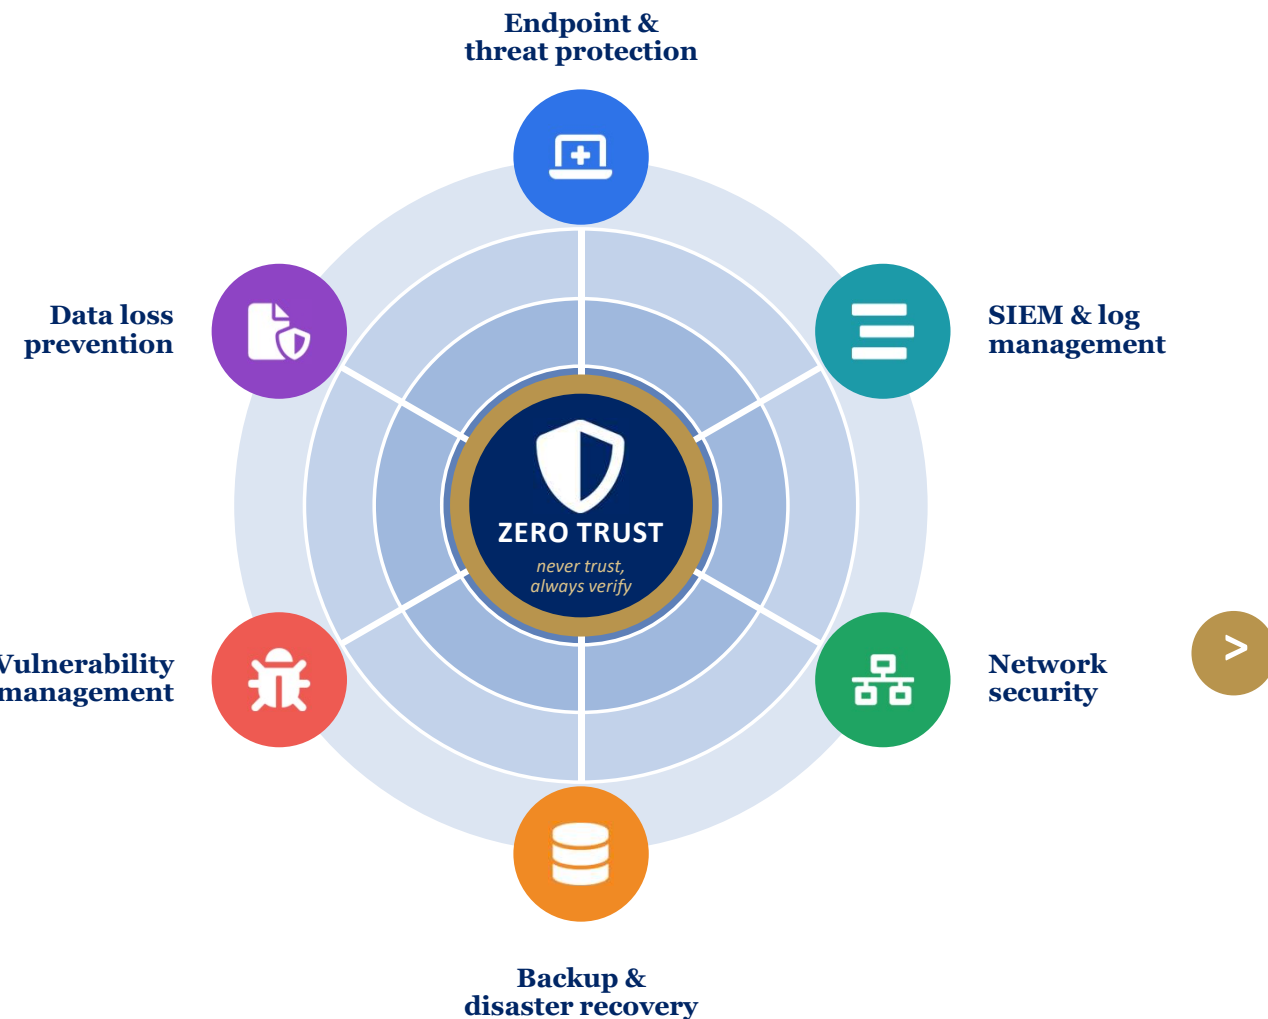 Endpoint &
threat protection
Data loss
prevention
SIEM & log
management
ZERO TRUST
never trust,
always verify
Vulnerability
management
Network
security
>
Backup &
disaster recovery